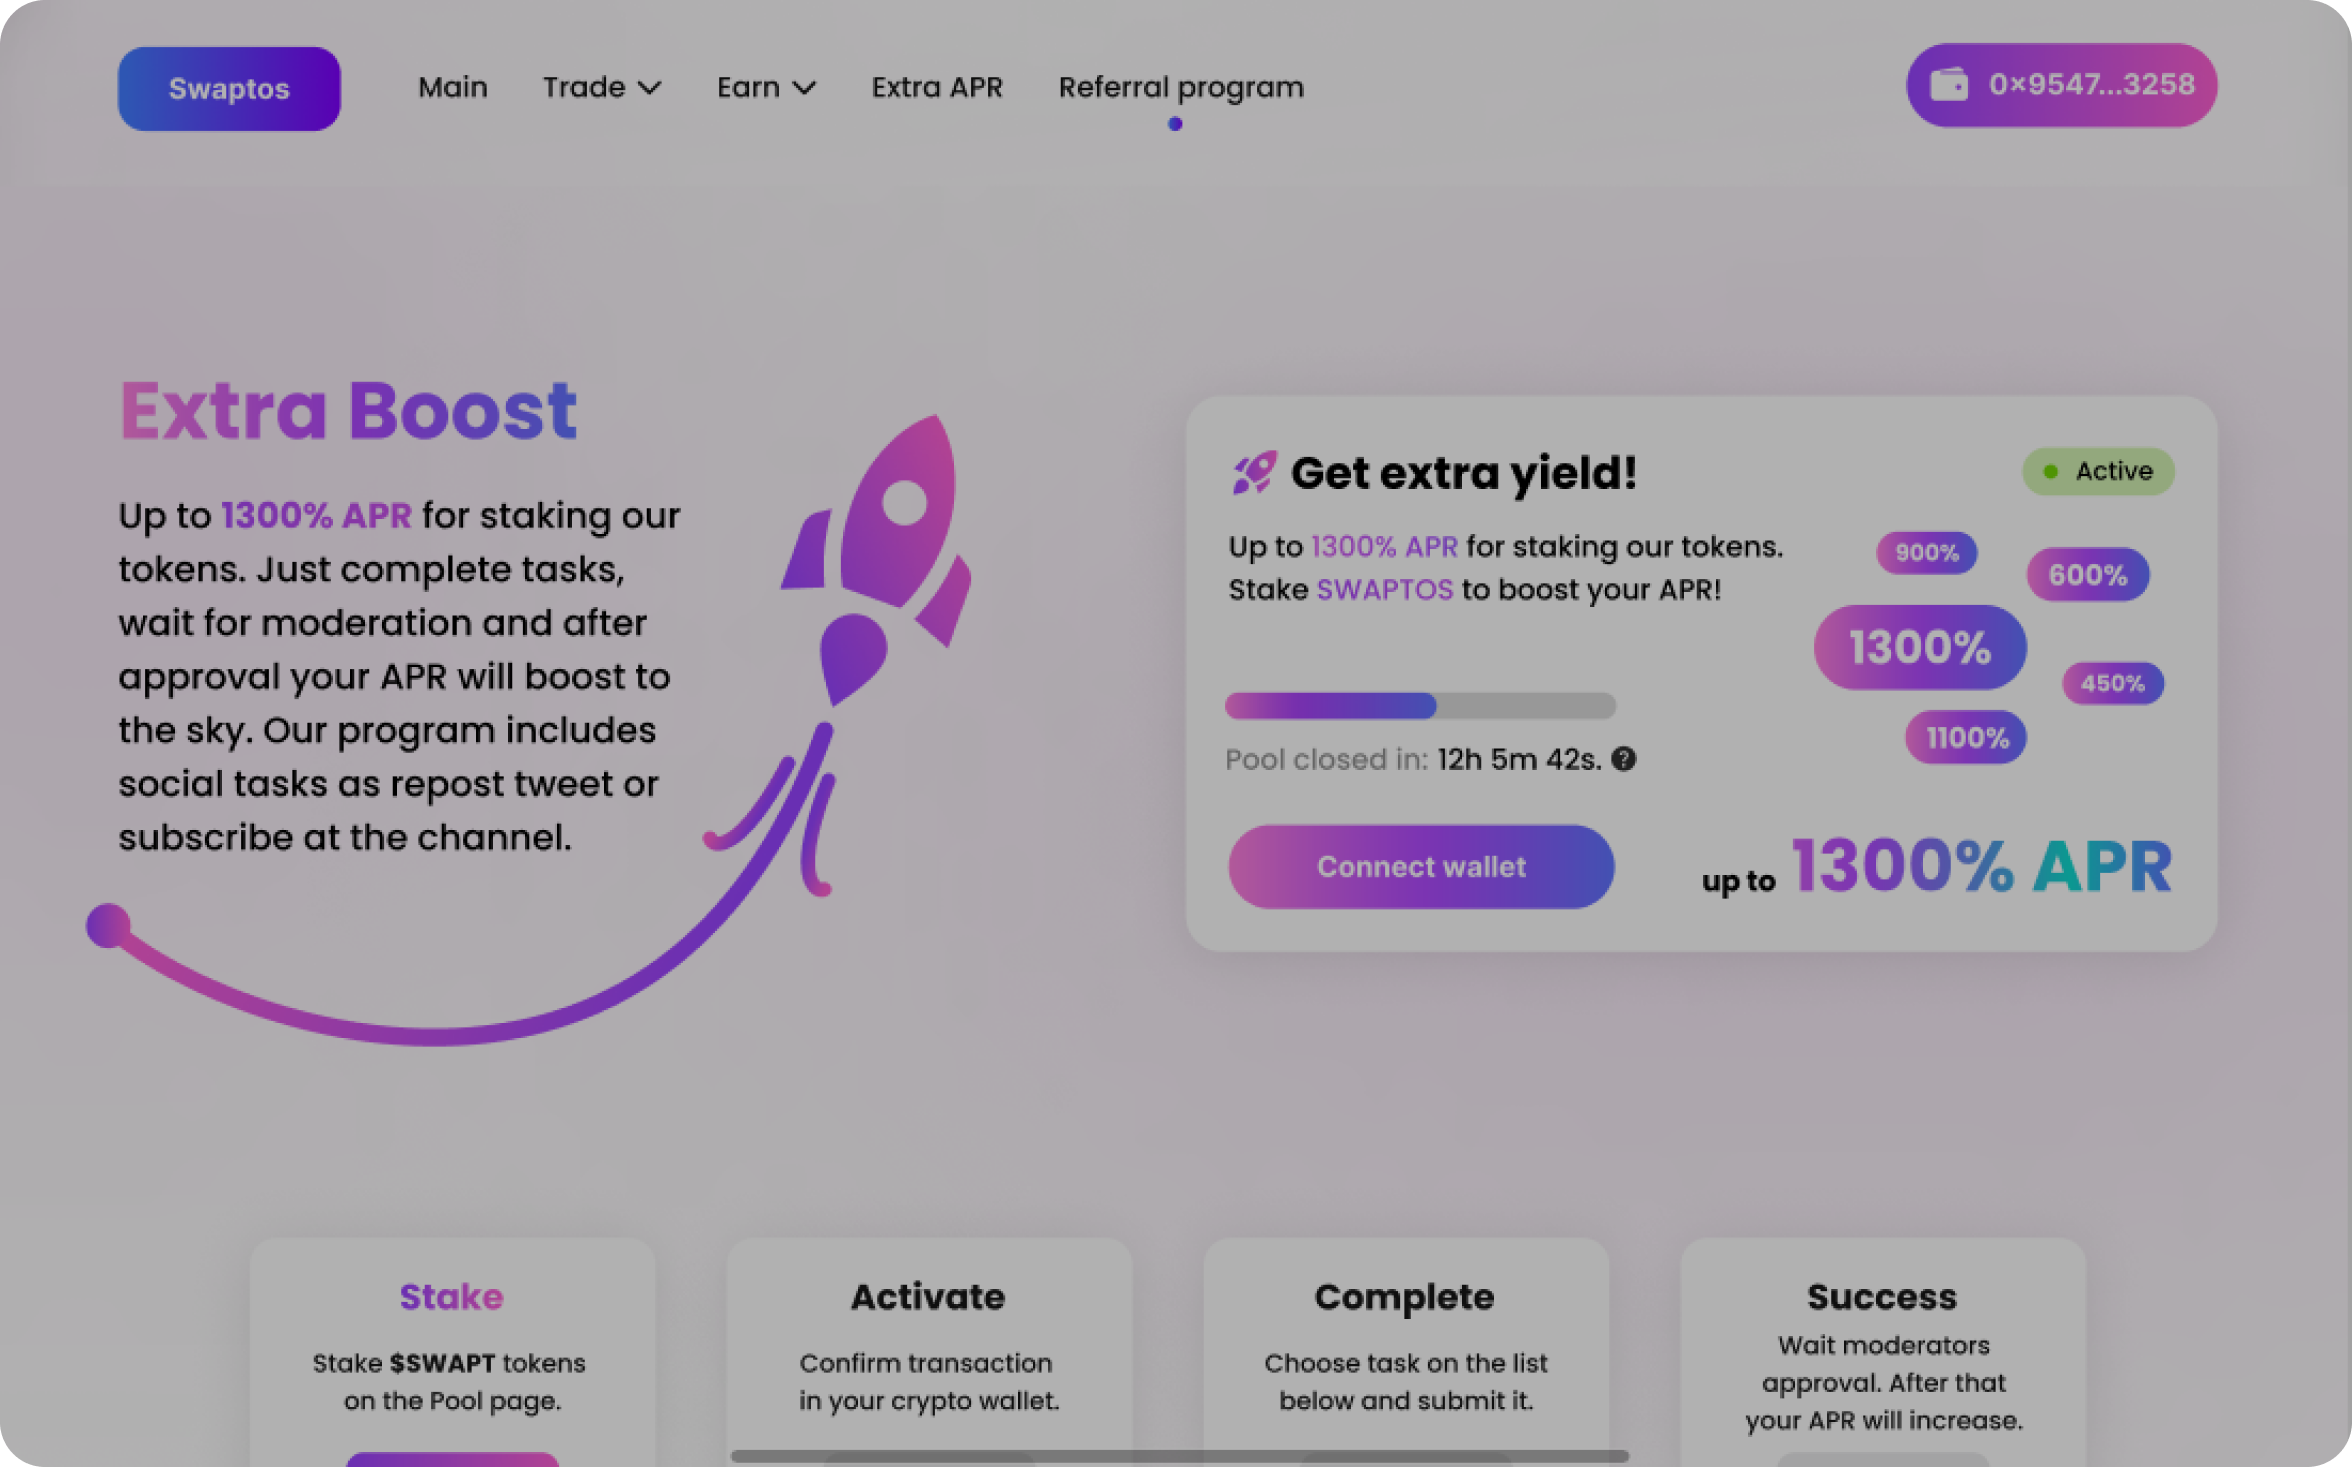 Swaptos
Main
Trade
Earn
Extra APR
Referral program
0×9547...3258
Extra Boost
Up to 1300% APR for staking our
tokens. Just complete tasks,
wait for moderation and after
approval your APR will boost to
the sky. Our program includes
social tasks as repost tweet or
subscribe at the channel.
Get extra yield!
Active
Up to 1300% APR for staking our tokens.
Stake SWAPTOS to boost your APR!
900%
600%
1300%
450%
1100%
Pool closed in: 12h 5m 42s. ?
Connect wallet
up to 1300% APR
Stake
Stake $SWAPT tokens
on the Pool page.
Activate
Confirm transaction
in your crypto wallet.
Complete
Choose task on the list
below and submit it.
Success
Wait moderators
approval. After that
your APR will increase.